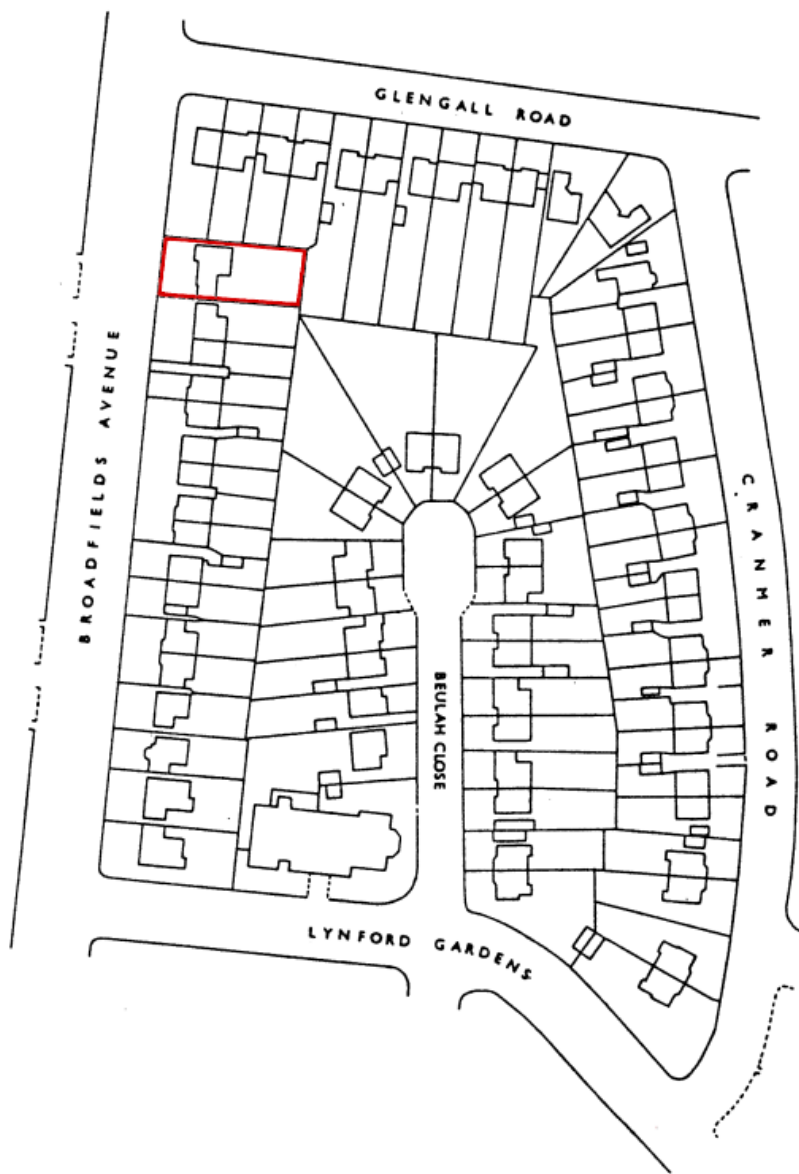 GLENGALL ROAD
BROADFIELDS AVENUE
CRANMER ROAD
BEULAH CLOSE
LYNFORD GARDENS